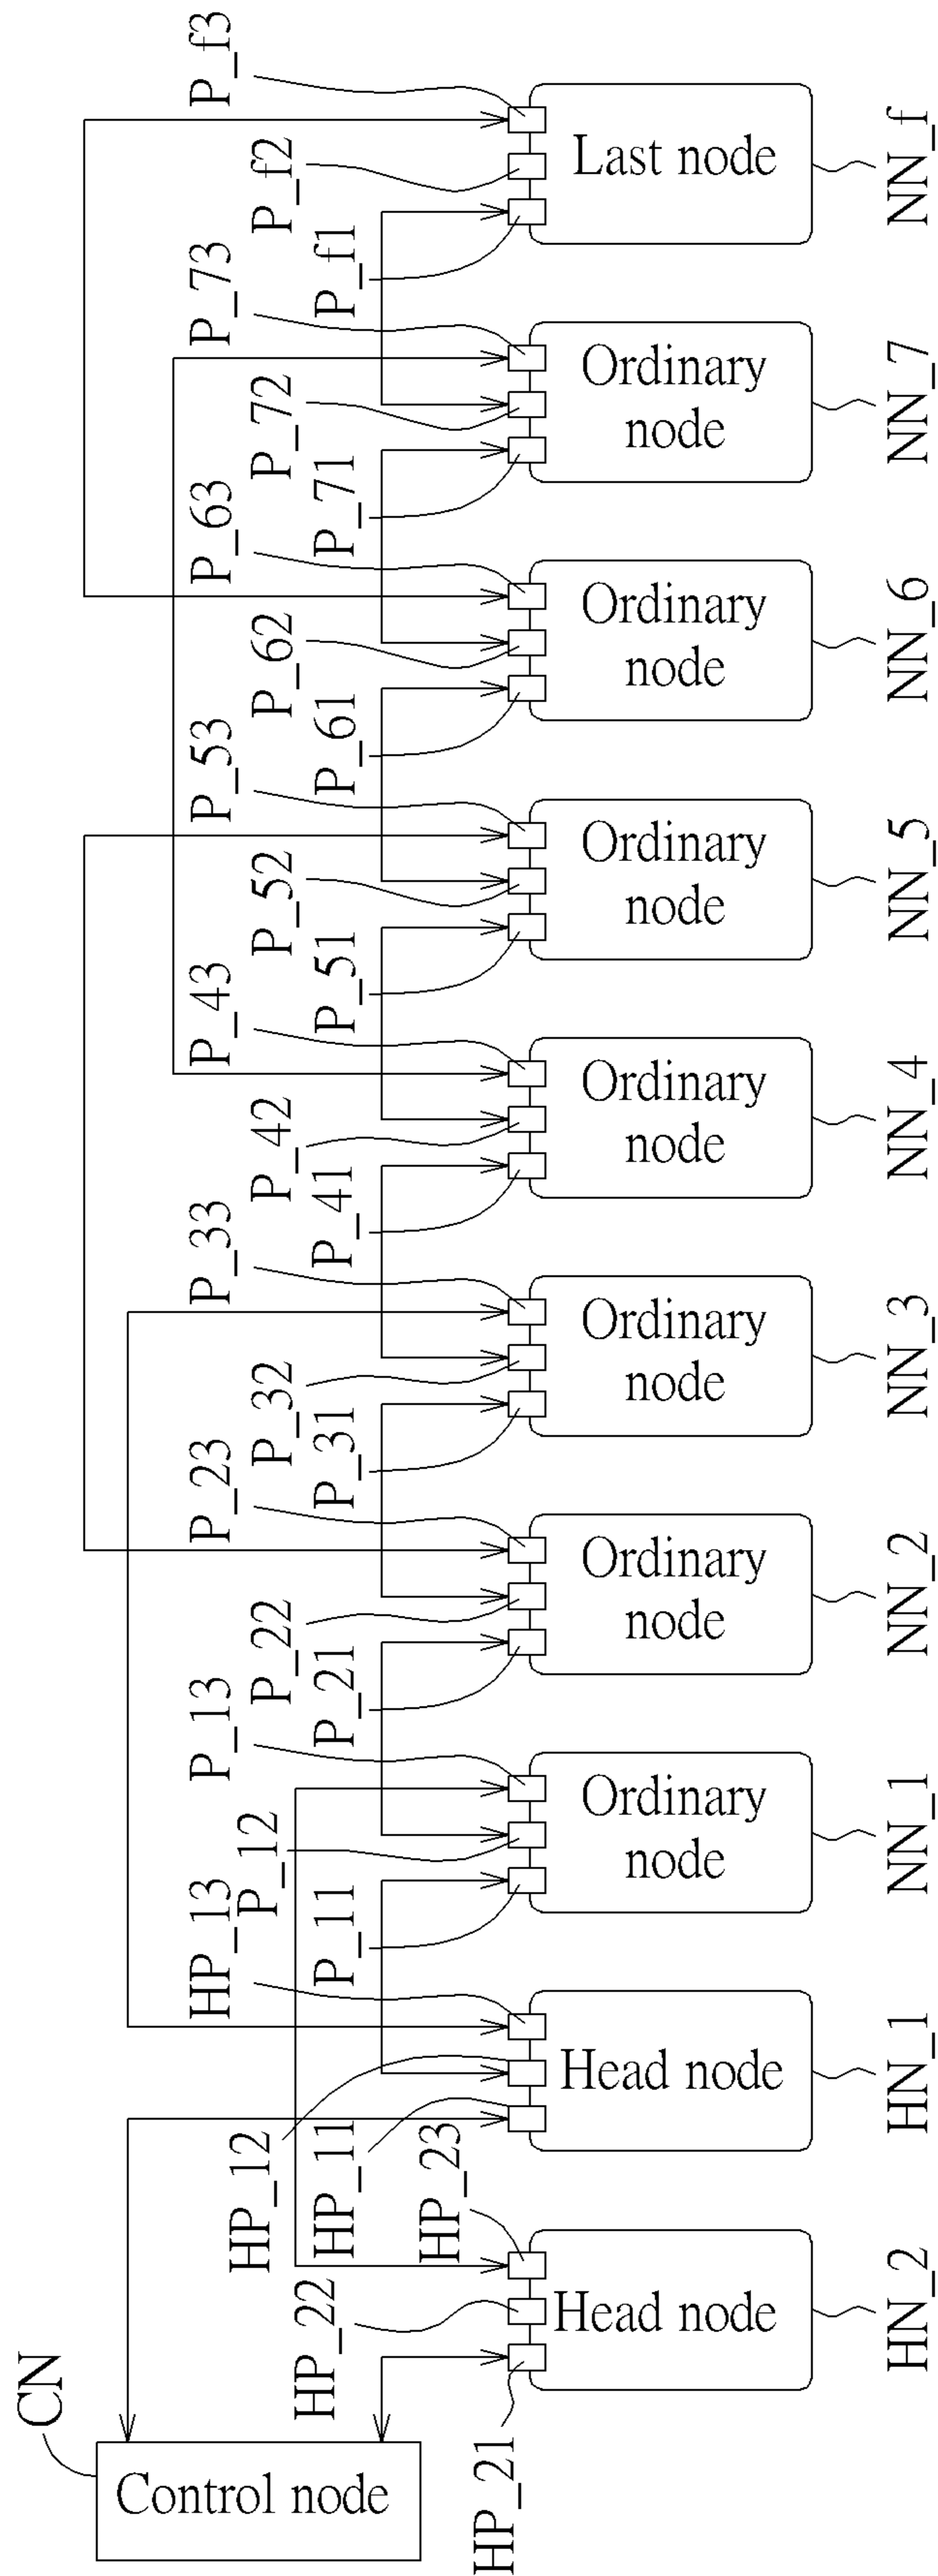 CN
Control node
HP_21
HP_22
HP_23
Head node
HN_2
HP_11
HP_12
HP_13
Head node
HN_1
P_11
P_12
P_13
Ordinary
node
NN_1
P_21
P_22
P_23
Ordinary
node
NN_2
P_31
P_32
P_33
Ordinary
node
NN_3
P_41
P_42
P_43
Ordinary
node
NN_4
P_51
P_52
P_53
Ordinary
node
NN_5
P_61
P_62
P_63
Ordinary
node
NN_6
P_71
P_72
P_73
Ordinary
node
NN_7
P_f1
P_f2
P_f3
Last node
NN_f